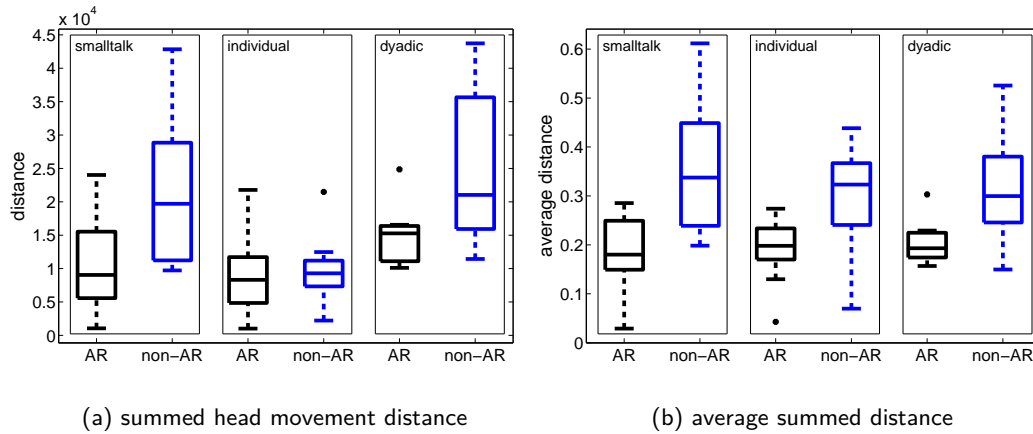 x 10⁴
4.5
4
3.5
3
2.5
2
1.5
1
0.5
0
distance
smalltalk
individual
dyadic
AR
non−AR
AR
non−AR
AR
non−AR
(a) summed head movement distance
0.6
0.5
0.4
0.3
0.2
0.1
0
average distance
smalltalk
individual
dyadic
AR
non−AR
AR
non−AR
AR
non−AR
(b) average summed distance